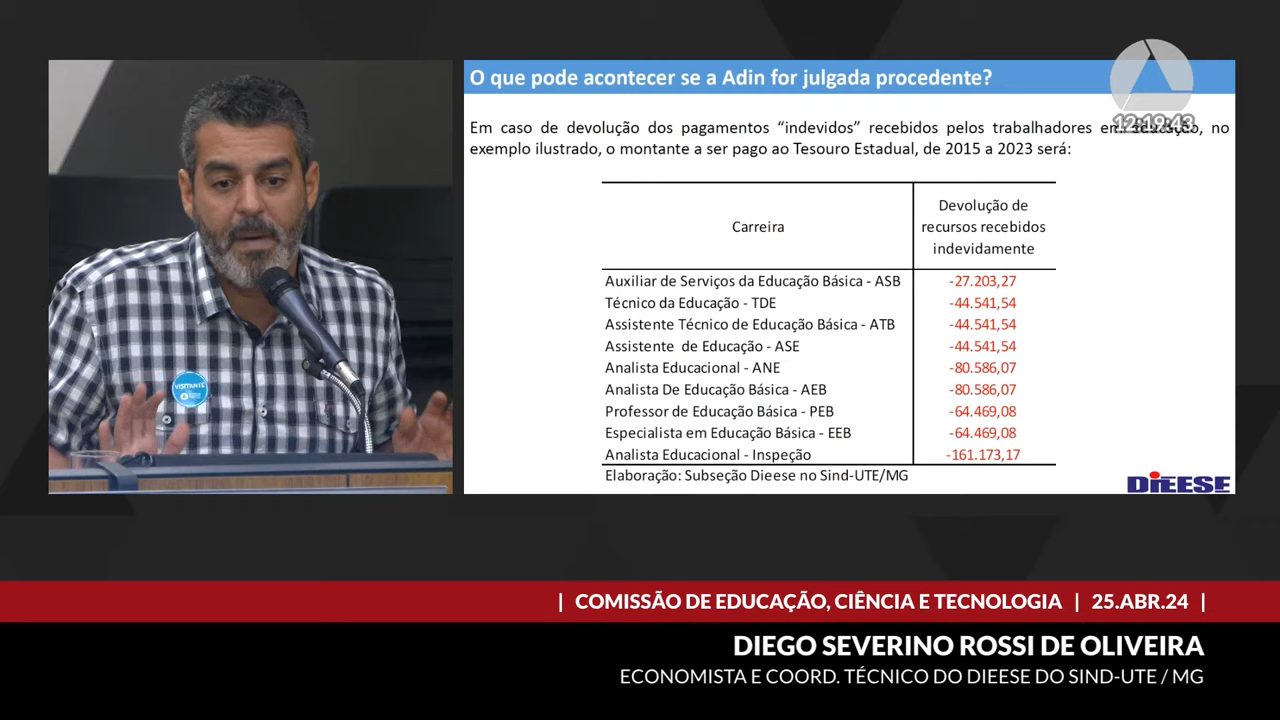 O que pode acontecer se a Adin for julgada procedente?
12:19:43
Em caso de devolução dos pagamentos “indevidos” recebidos pelos trabalhadores em educação, no
exemplo ilustrado, o montante a ser pago ao Tesouro Estadual, de 2015 a 2023 será:
Carreira
Devolução de
recursos recebidos
indevidamente
Auxiliar de Serviços da Educação Básica - ASB -27.203,27
Técnico da Educação - TDE -44.541,54
Assistente Técnico de Educação Básica - ATB -44.541,54
Assistente de Educação - ASE -44.541,54
Analista Educacional - ANE -80.586,07
Analista De Educação Básica - AEB -80.586,07
Professor de Educação Básica - PEB -64.469,08
Especialista em Educação Básica - EEB -64.469,08
Analista Educacional - Inspeção -161.173,17
Elaboração: Subseção Dieese no Sind-UTE/MG
DIEESE
VISITANTE
| COMISSÃO DE EDUCAÇÃO, CIÊNCIA E TECNOLOGIA | 25.ABR.24 |
DIEGO SEVERINO ROSSI DE OLIVEIRA
ECONOMISTA E COORD. TÉCNICO DO DIEESE DO SIND-UTE / MG